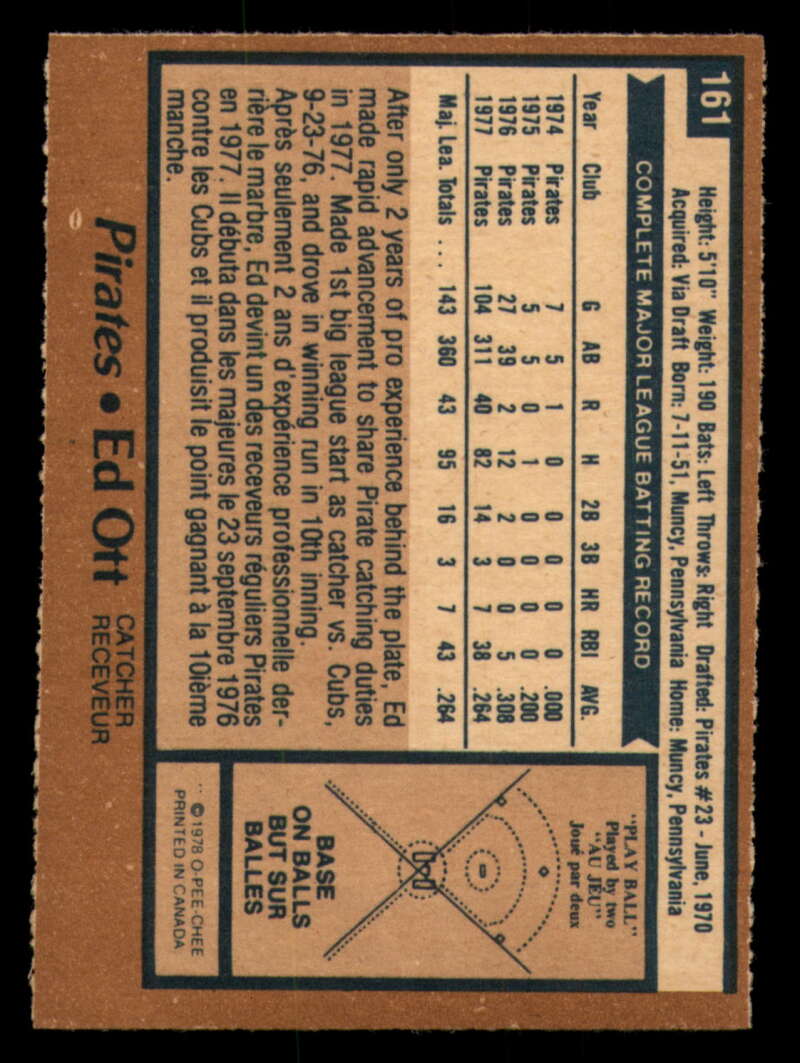 161
Height: 5'10" Weight: 190 Bats: Left Throws: Right Drafted: Pirates #23 - June, 1970
Acquired: Via Draft Born: 7-11-51, Muncy, Pennsylvania Home: Muncy, Pennsylvania
COMPLETE MAJOR LEAGUE BATTING RECORD
Year Club G AB R H 2B 3B HR RBI AVG.
1974 Pirates 7 5 1 0 0 0 0 0 .000
1975 Pirates 5 5 0 1 0 0 0 0 .200
1976 Pirates 27 39 2 12 2 0 0 5 .308
1977 Pirates 104 311 40 82 14 3 7 38 .264
Maj. Lea. Totals ... 143 360 43 95 16 3 7 43 .264
After only 2 years of pro experience behind the plate, Ed
made rapid advancement to share Pirate catching duties
in 1977. Made 1st big league start as catcher vs. Cubs,
9-23-76, and drove in winning run in 10th inning.
Après seulement 2 ans d'expérience professionnelle der-
rière le marbre, Ed devint un des receveurs réguliers Pirates
en 1977. Il débuta dans les majeures le 23 septembre 1976
contre les Cubs et il produisit le point gagnant à la 10ième
manche.
"PLAY BALL"
Played by two
"AU JEU"
Joué par deux
BASE
ON BALLS
BUT SUR
BALLES
© 1978 O-PEE-CHEE
PRINTED IN CANADA
Pirates • Ed Ott
CATCHER
RECEVEUR